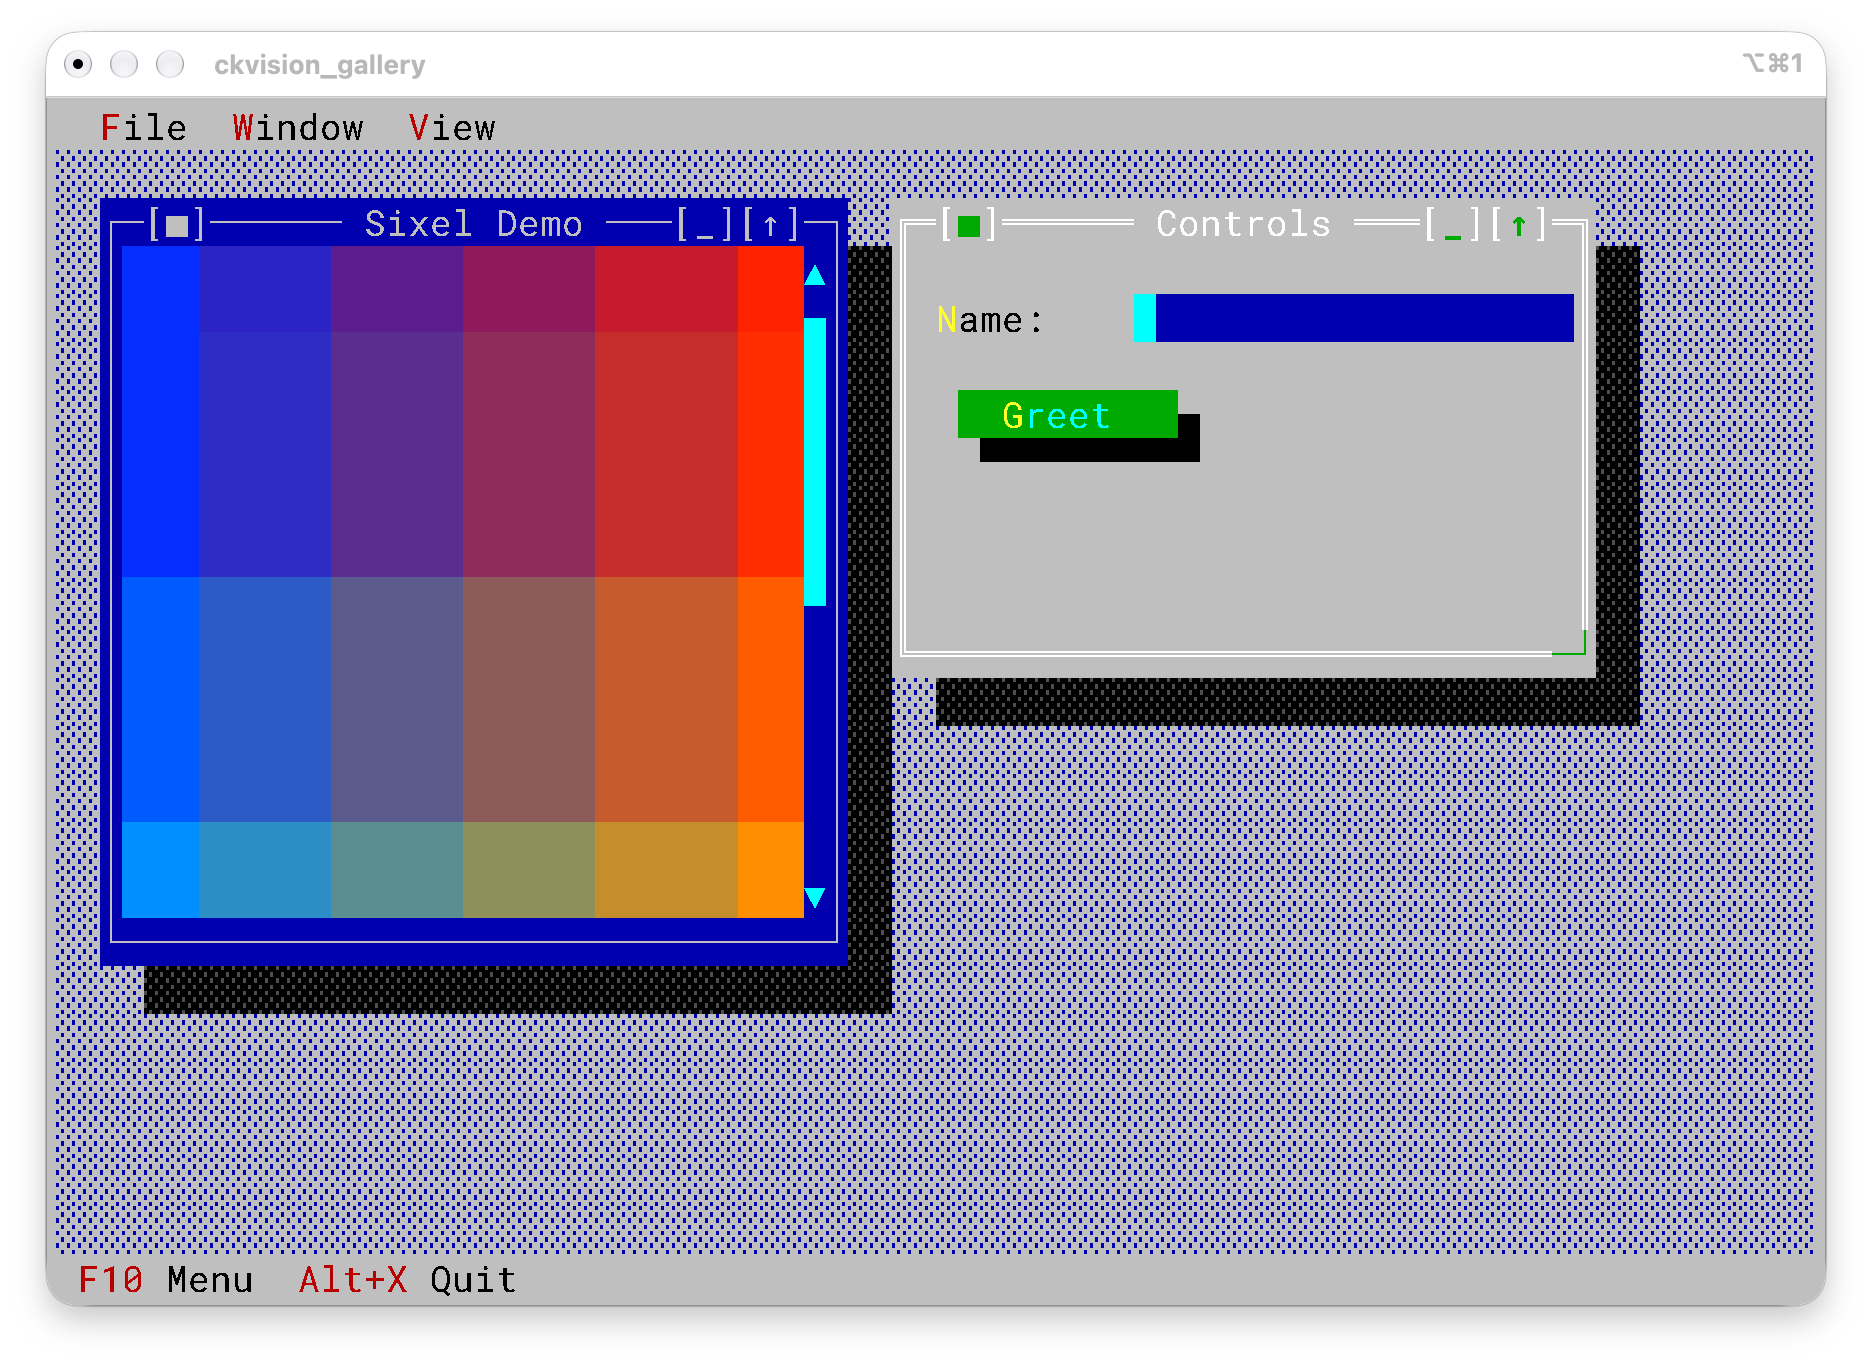 ckvision_gallery ⌥⌘1
File Window View
[■] Sixel Demo [_][↑]
[■] Controls [_][↑]
Name:
Greet
F10 Menu Alt+X Quit